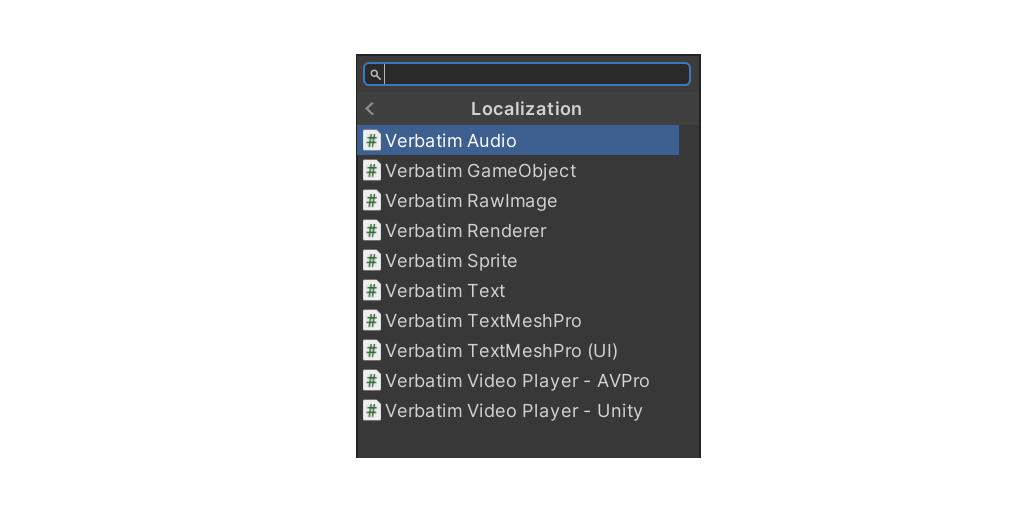 Localization
Verbatim Audio
Verbatim GameObject
Verbatim RawImage
Verbatim Renderer
Verbatim Sprite
Verbatim Text
Verbatim TextMeshPro
Verbatim TextMeshPro (UI)
Verbatim Video Player - AVPro
Verbatim Video Player - Unity